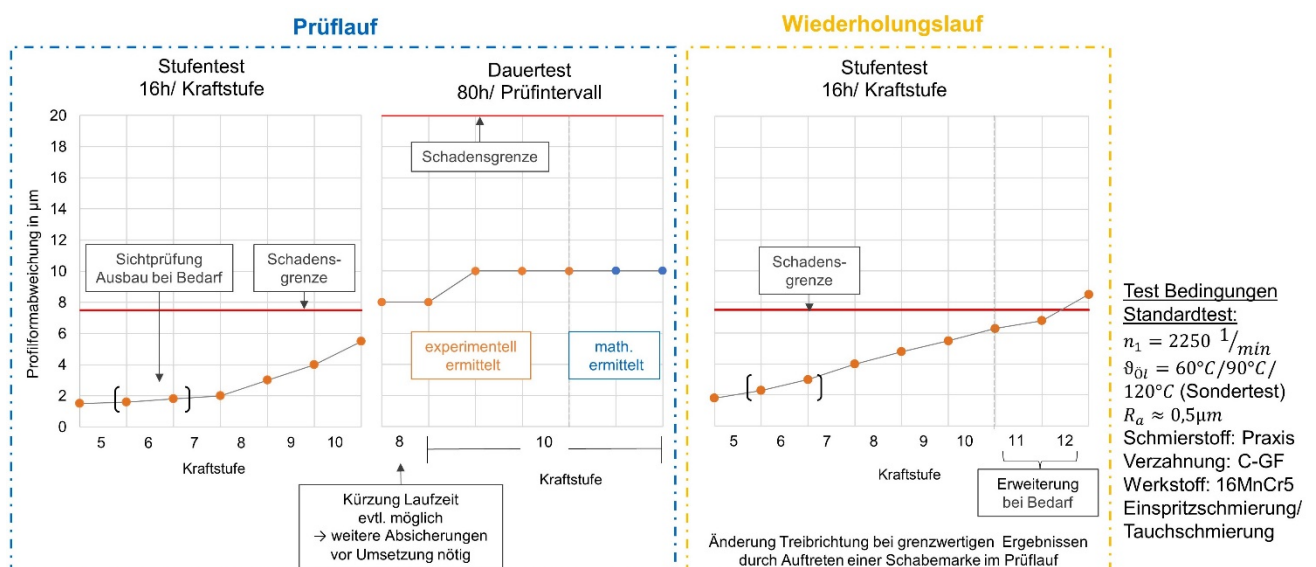 Prüflauf
Stufentest
16h/ Kraftstufe
Dauertest
80h/ Prüfintervall
Profilformabweichung in µm
20
18
16
14
12
10
8
6
4
2
0
Sichtprüfung
Ausbau bei Bedarf
Schadens-
grenze
5 6 7 8 9 10
Kraftstufe
Schadensgrenze
experimentell
ermittelt
math.
ermittelt
8 10
Kraftstufe
Kürzung Laufzeit
evtl. möglich
→ weitere Absicherungen
vor Umsetzung nötig
Wiederholungslauf
Stufentest
16h/ Kraftstufe
Schadens-
grenze
5 6 7 8 9 10 11 12
Kraftstufe
Erweiterung
bei Bedarf
Änderung Treibrichtung bei grenzwertigen Ergebnissen
durch Auftreten einer Schabemarke im Prüflauf
Test Bedingungen
Standardtest:
n₁ = 2250 1/min
ϑöl = 60°C/90°C/
120°C (Sondertest)
Rₐ ≈ 0,5µm
Schmierstoff: Praxis
Verzahnung: C-GF
Werkstoff: 16MnCr5
Einspritzschmierung/
Tauchschmierung